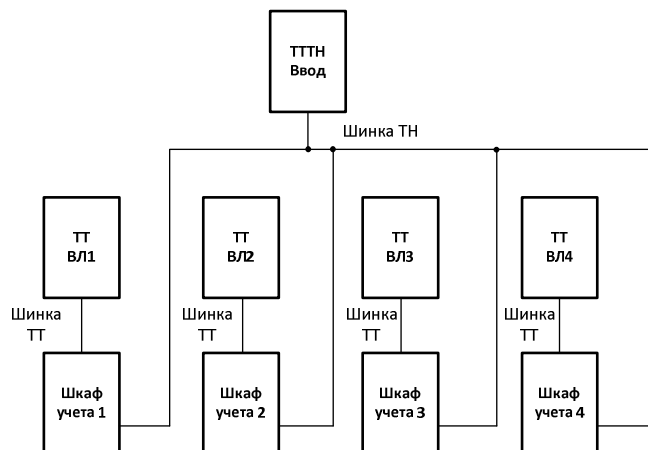 ТТТН
Ввод
Шинка ТН
ТТ
ВЛ1
ТТ
ВЛ2
ТТ
ВЛ3
ТТ
ВЛ4
Шинка
ТТ
Шинка
ТТ
Шинка
ТТ
Шинка
ТТ
Шкаф
учета 1
Шкаф
учета 2
Шкаф
учета 3
Шкаф
учета 4